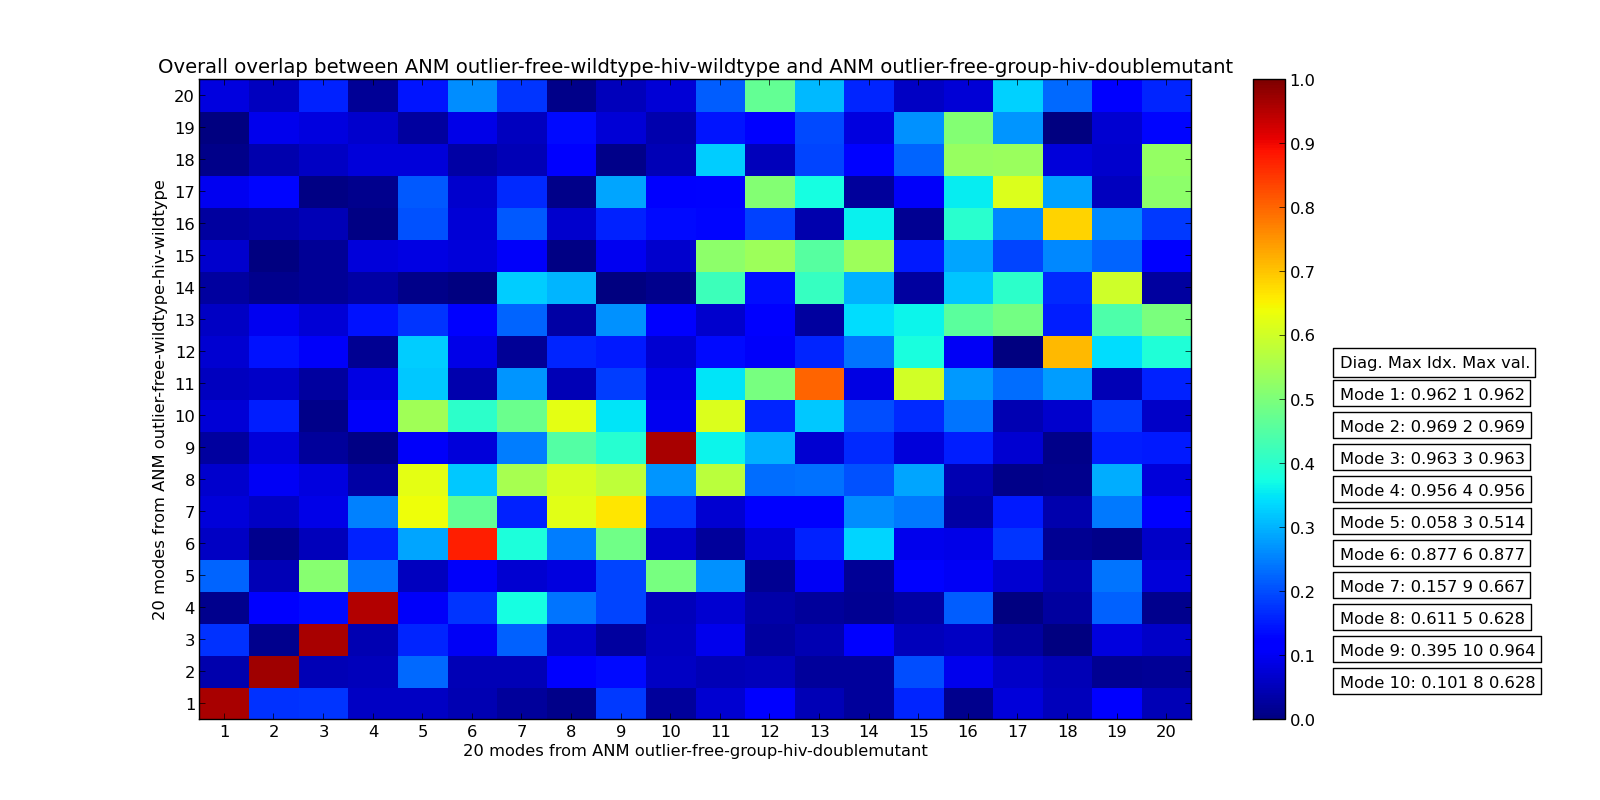 Overall overlap between ANM outlier-free-wildtype-hiv-wildtype and ANM outlier-free-group-hiv-doublemutant
20 modes from ANM outlier-free-wildtype-hiv-wildtype
20
19
18
17
16
15
14
13
12
11
10
9
8
7
6
5
4
3
2
1
1 2 3 4 5 6 7 8 9 10 11 12 13 14 15 16 17 18 19 20
20 modes from ANM outlier-free-group-hiv-doublemutant
1.0
0.9
0.8
0.7
0.6
0.5
0.4
0.3
0.2
0.1
0.0
Diag. Max Idx. Max val.
Mode 1: 0.962 1 0.962
Mode 2: 0.969 2 0.969
Mode 3: 0.963 3 0.963
Mode 4: 0.956 4 0.956
Mode 5: 0.058 3 0.514
Mode 6: 0.877 6 0.877
Mode 7: 0.157 9 0.667
Mode 8: 0.611 5 0.628
Mode 9: 0.395 10 0.964
Mode 10: 0.101 8 0.628